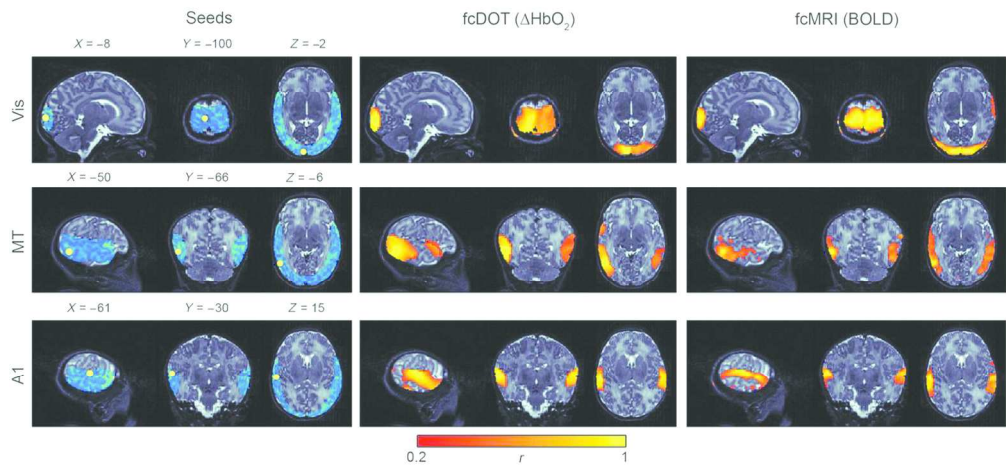 Seeds
fcDOT (ΔHbO₂)
fcMRI (BOLD)
X = −8
Y = −100
Z = −2
Vis
X = −50
Y = −66
Z = −6
MT
X = −61
Y = −30
Z = 15
A1
0.2
r
1